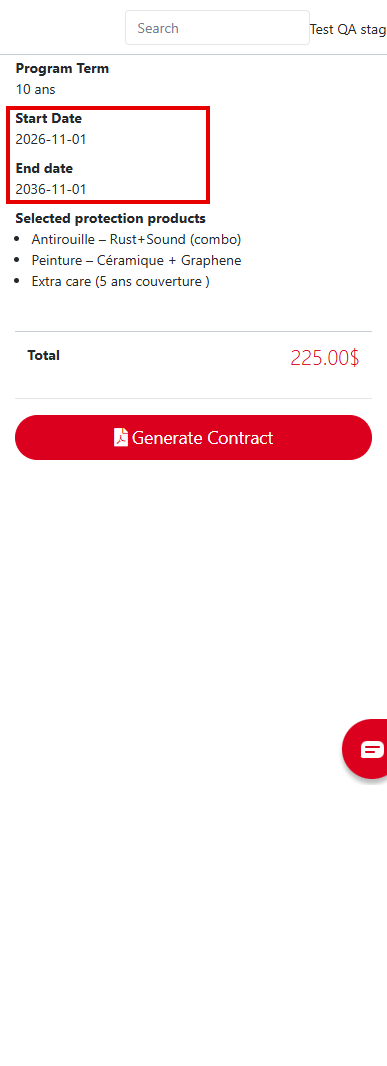 Search
Test QA stag
Program Term
10 ans
Start Date
2026-11-01
End date
2036-11-01
Selected protection products
Antirouille – Rust+Sound (combo)
Peinture – Céramique + Graphene
Extra care (5 ans couverture )
Total
225.00$
Generate Contract